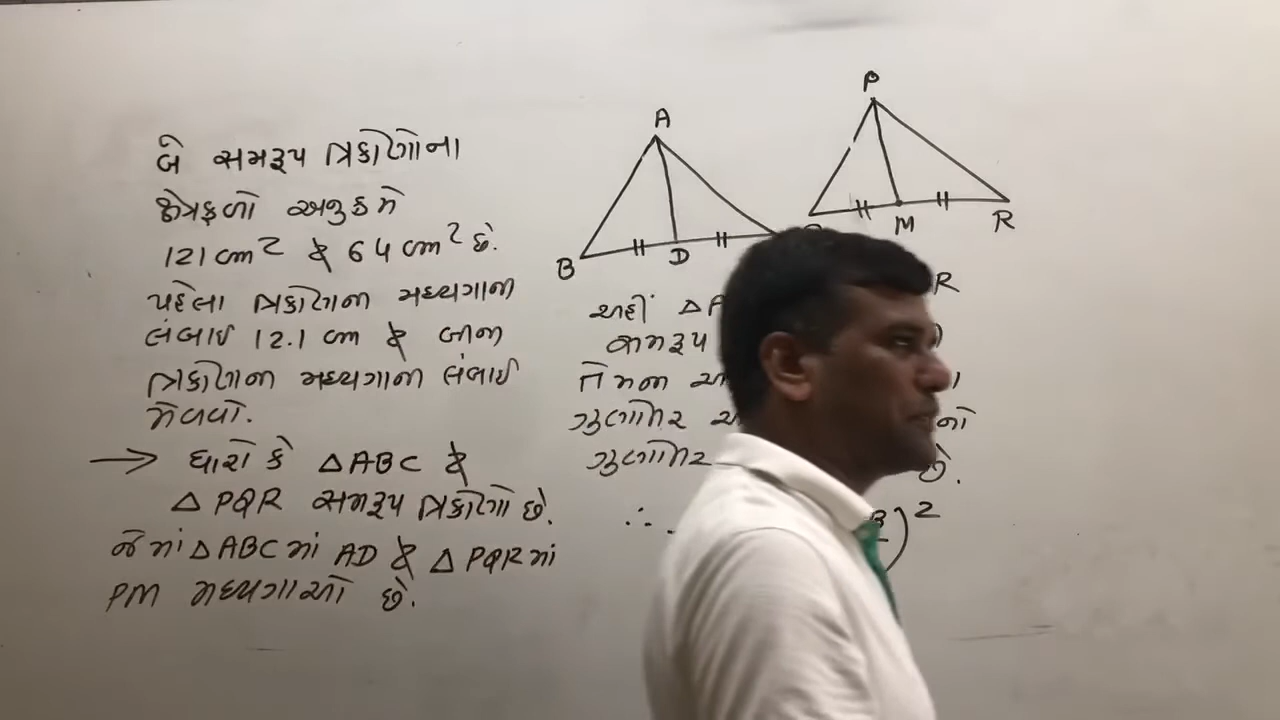 બે સમરૂપ ત્રિકોણોના
ક્ષેત્રફળો અનુક્રમે
121 cm² & 64 cm² છે.
પહેલા ત્રિકોણના મધ્યગાની
લંબાઈ 12.1 cm & બીજા
ત્રિકોણના મધ્યગાની લંબાઈ
મેળવો.
→ ધારો કે △ABC &
△PQR સમરૂપ ત્રિકોણો છે.
જેમાં △ABC માં AD & △PQR માં
PM મધ્યગાઓ છે.
A
B
D
P
M
R
અહીં △
R
સમરૂપ
તેમના
ગુણોત્તર
નો
ગુણોત્તર
છે.
∴
)²